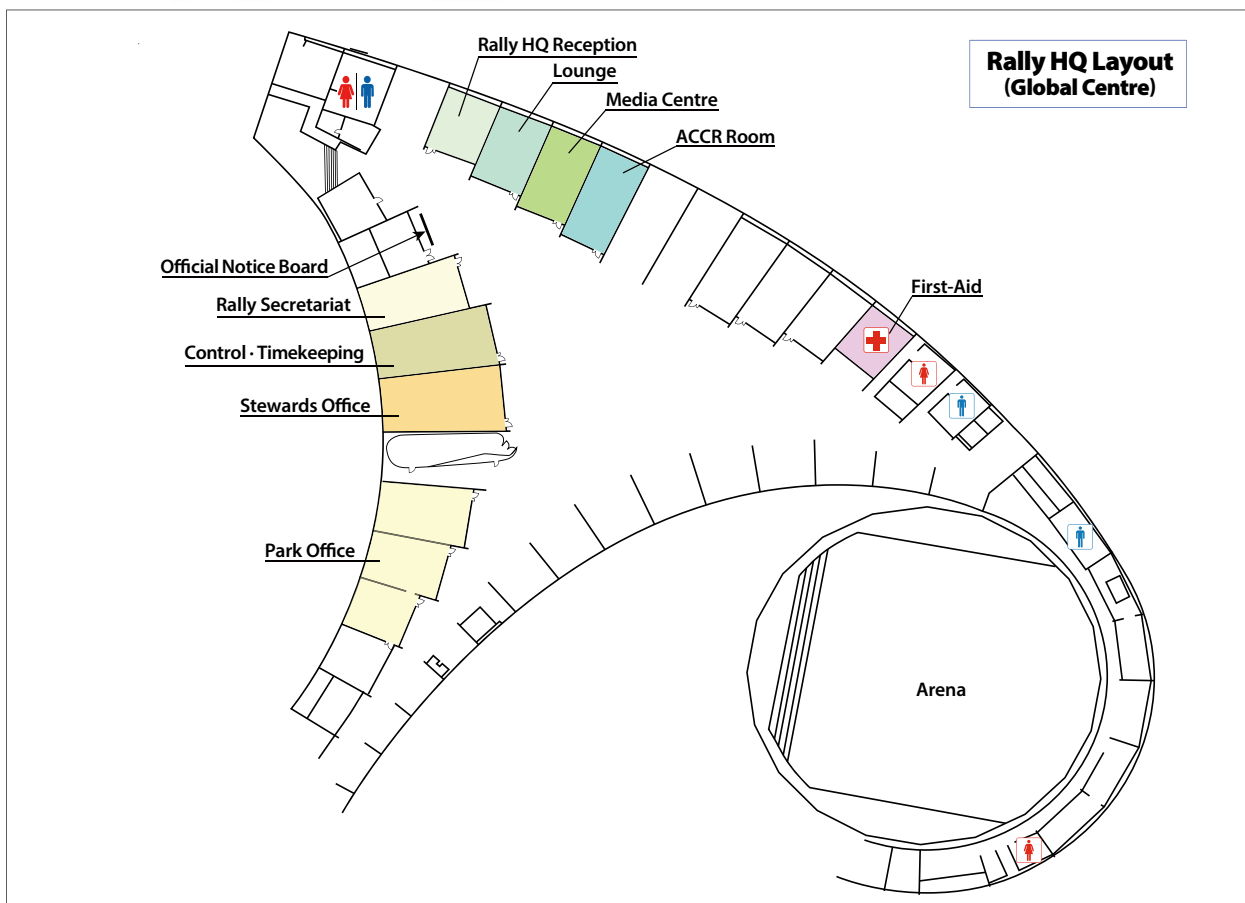 Rally HQ Layout
(Global Centre)
Rally HQ Reception
Lounge
Media Centre
ACCR Room
Official Notice Board
Rally Secretariat
First-Aid
Control · Timekeeping
Stewards Office
Park Office
Arena